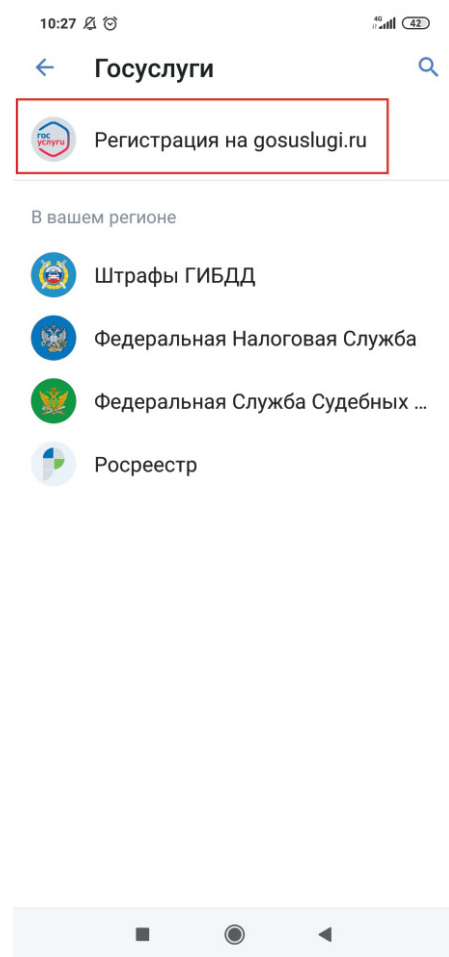 10:27
4G
42
Госуслуги
гос
услуги
Регистрация на gosuslugi.ru
В вашем регионе
Штрафы ГИБДД
Федеральная Налоговая Служба
Федеральная Служба Судебных ...
Росреестр